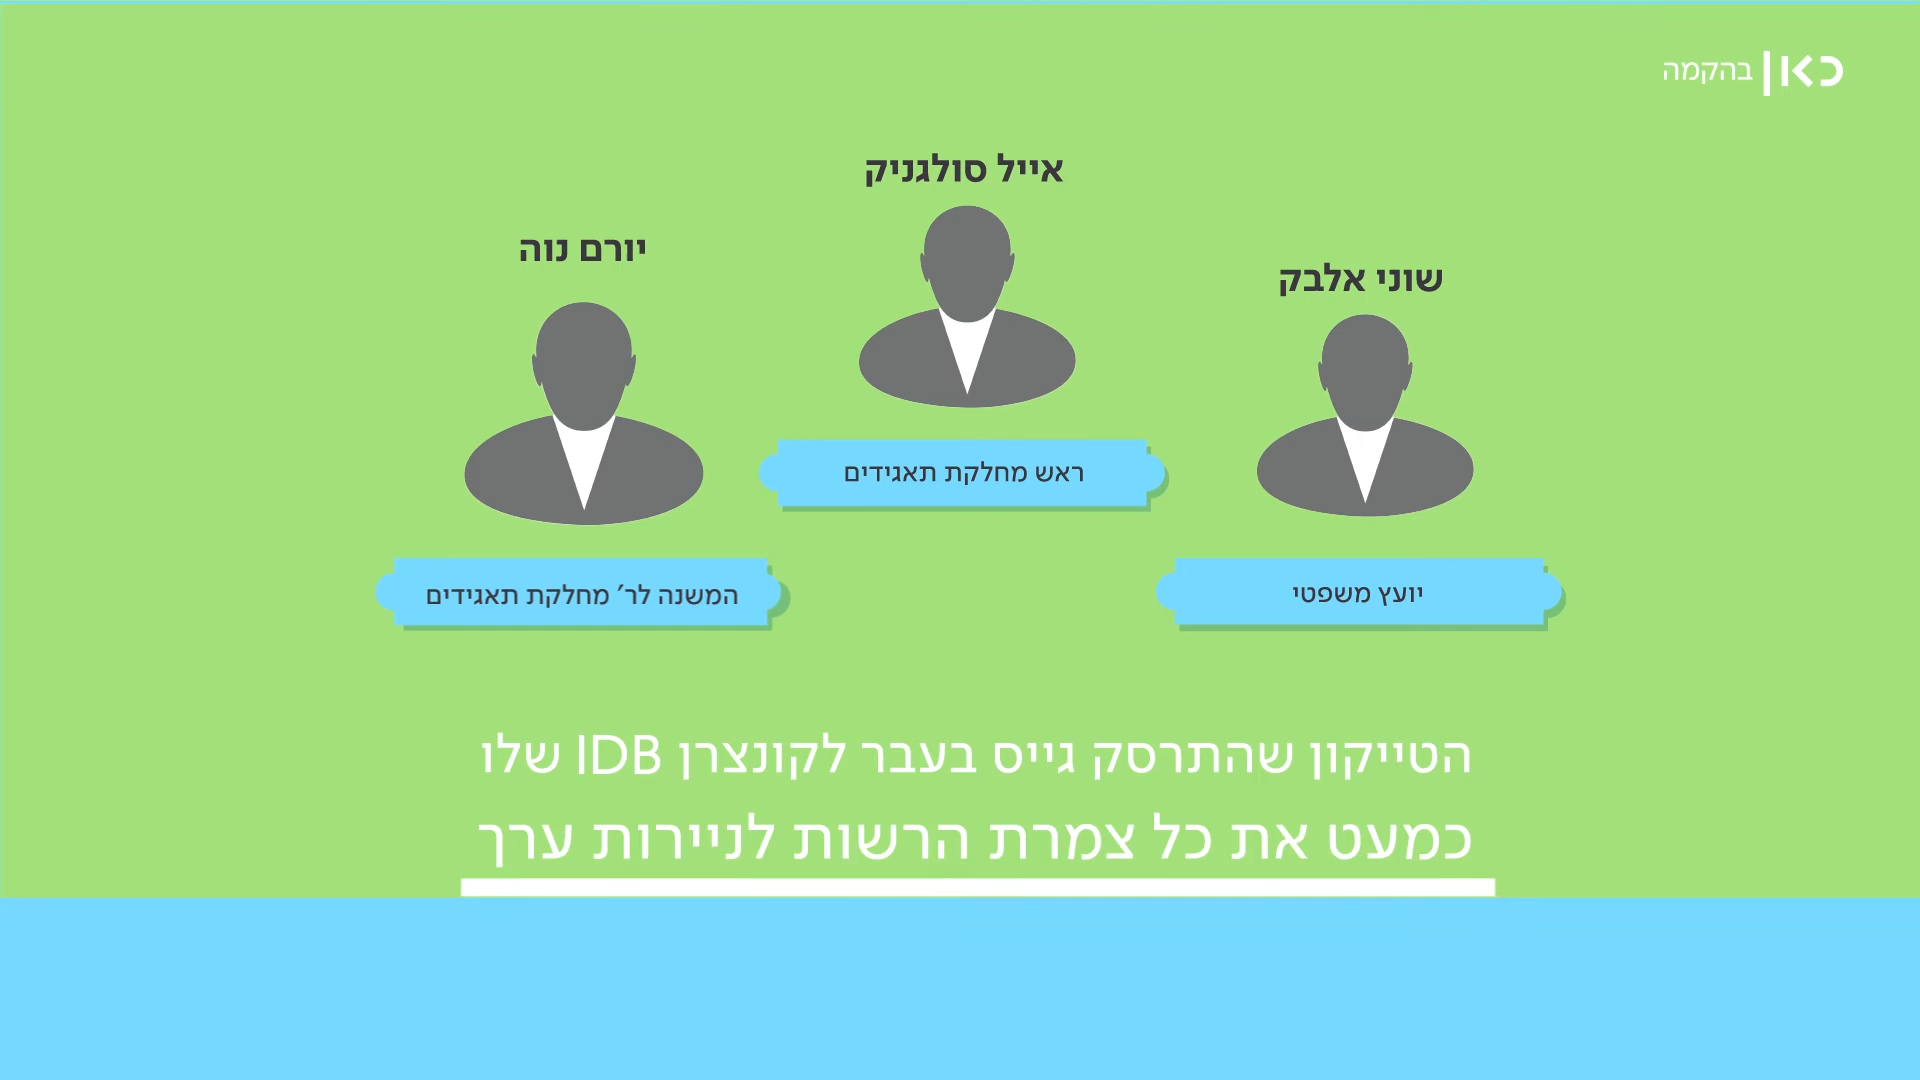 כאן בהקמה
אייל סולגניק
יורם נוה
שוני אלבק
ראש מחלקת תאגידים
יועץ משפטי
המשנה לר׳ מחלקת תאגידים
הטייקון שהתרסק גייס בעבר לקונצרן IDB שלו
כמעט את כל צמרת הרשות לניירות ערך